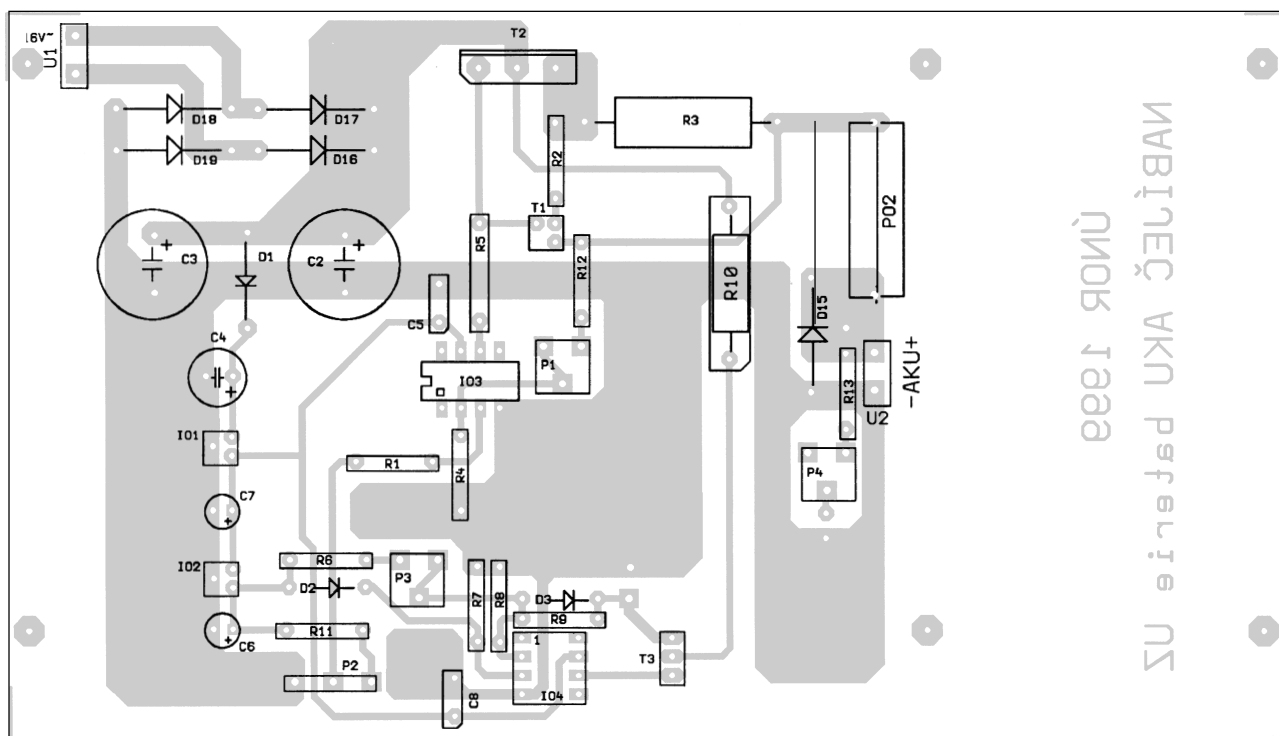 16V~
U1
T2
D18
D17
R3
D19
D16
R2
P02
T1
R5
C3
D1
C2
R12
R10
C5
D15
C4
P1
IO3
R13
-AKU+
U2
IO1
R1
R4
P4
C7
IO2
R6
D2
P3
R7
R8
D3
R9
C6
R11
1
T3
P2
IO4
C8
NABÍJEČ AKU baterie UZ
ÚNOR 1999